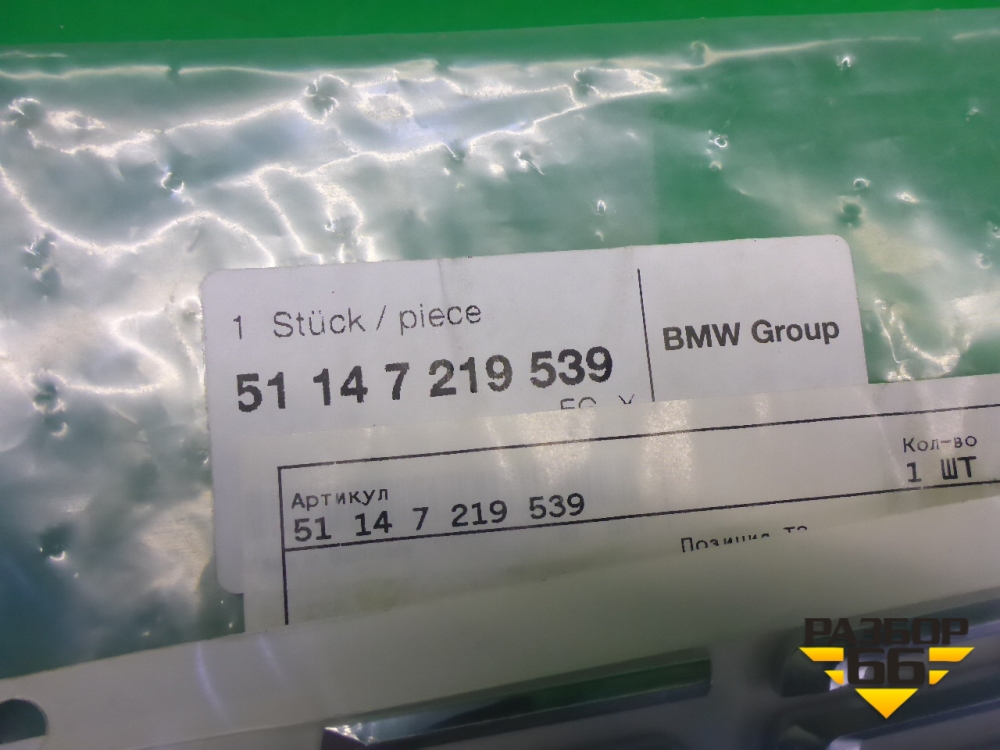 1 Stück / piece
BMW Group
51 14 7 219 539
Кол-во
1 ШТ
Артикул
51 14 7 219 539
РАЗБОР
66